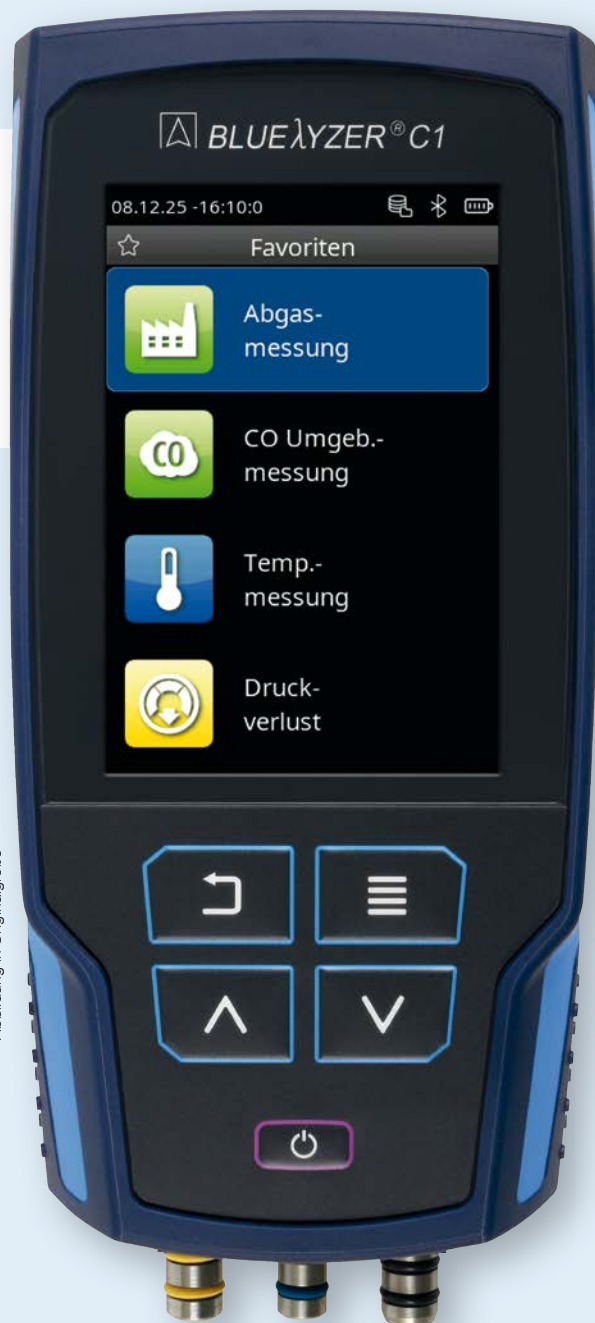 BLUEλYZER® C1
08.12.25 -16:10:0
Favoriten
Abgas-
messung
CO
CO Umgeb.-
messung
Temp.-
messung
Druck-
verlust